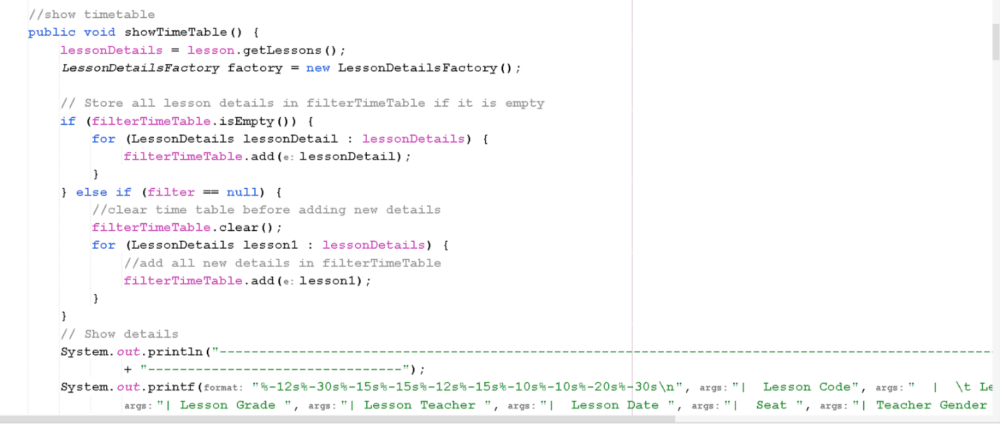 //show timetable
public void showTimeTable() {
lessonDetails = lesson.getLessons();
LessonDetailsFactory factory = new LessonDetailsFactory();
// Store all lesson details in filterTimeTable if it is empty
if (filterTimeTable.isEmpty()) {
for (LessonDetails lessonDetail : lessonDetails) {
filterTimeTable.add(e: lessonDetail);
}
} else if (filter == null) {
//clear time table before adding new details
filterTimeTable.clear();
for (LessonDetails lesson1 : lessonDetails) {
//add all new details in filterTimeTable
filterTimeTable.add(e: lesson1);
}
}
// Show details
System.out.println("--------------------------------------------------------------------------------------------------
+ "--------------------------------");
System.out.printf(format: "%-12s%-30s%-15s%-15s%-12s%-15s%-10s%-10s%-20s%-30s\n", args: "|  Lesson Code", args: "  |  \t Le
args: "| Lesson Grade ", args: "| Lesson Teacher ", args: "|  Lesson Date ", args: "|  Seat ", args: "| Teacher Gender